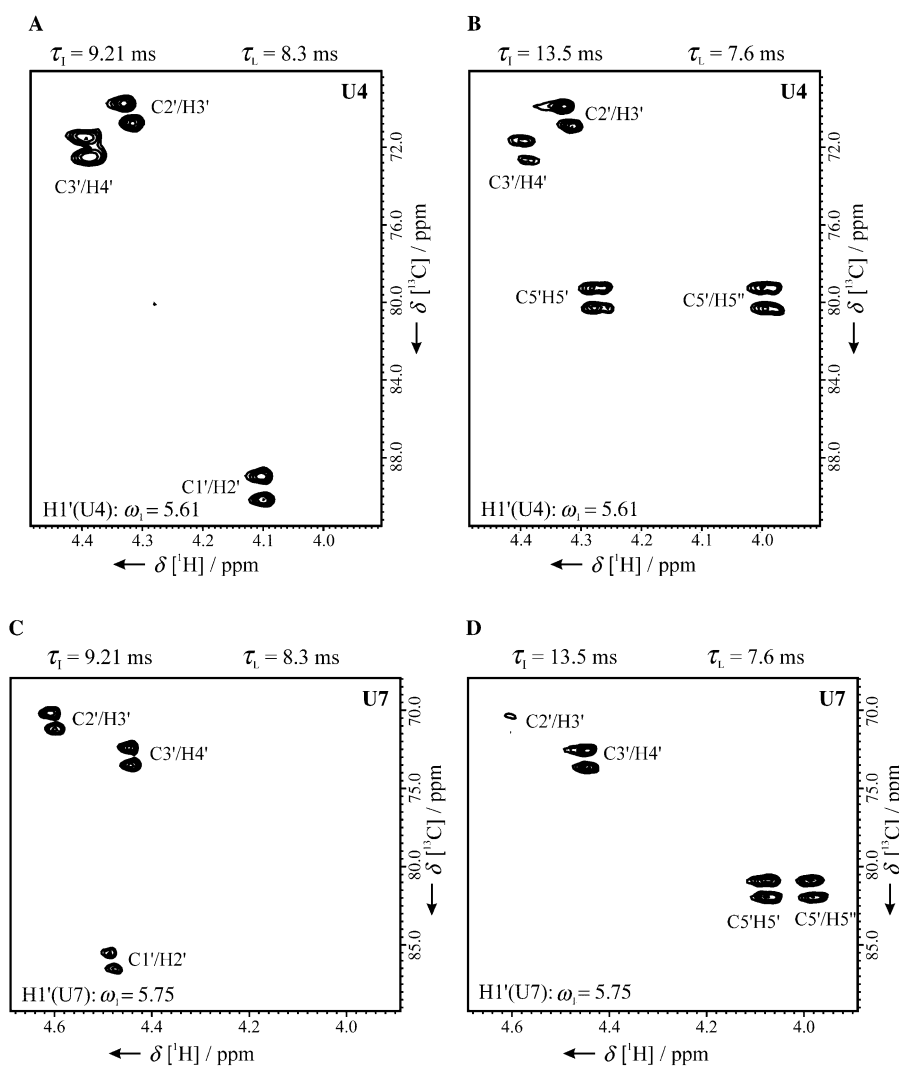 A
τI = 9.21 ms τL = 8.3 ms
U4
C2'/H3'
C3'/H4'
C1'/H2'
H1'(U4): ω1 = 5.61
72.0
76.0
80.0
84.0
88.0
δ [13C] / ppm
4.4 4.3 4.2 4.1 4.0
δ [1H] / ppm
B
τI = 13.5 ms τL = 7.6 ms
U4
C2'/H3'
C3'/H4'
C5'H5' C5'/H5"
H1'(U4): ω1 = 5.61
72.0
76.0
80.0
84.0
88.0
δ [13C] / ppm
4.4 4.3 4.2 4.1 4.0
δ [1H] / ppm
C
τI = 9.21 ms τL = 8.3 ms
U7
C2'/H3'
C3'/H4'
C1'/H2'
H1'(U7): ω1 = 5.75
70.0
75.0
80.0
85.0
δ [13C] / ppm
4.6 4.4 4.2 4.0
δ [1H] / ppm
D
τI = 13.5 ms τL = 7.6 ms
U7
C2'/H3'
C3'/H4'
C5'H5' C5'/H5"
H1'(U7): ω1 = 5.75
70.0
75.0
80.0
85.0
δ [13C] / ppm
4.6 4.4 4.2 4.0
δ [1H] / ppm